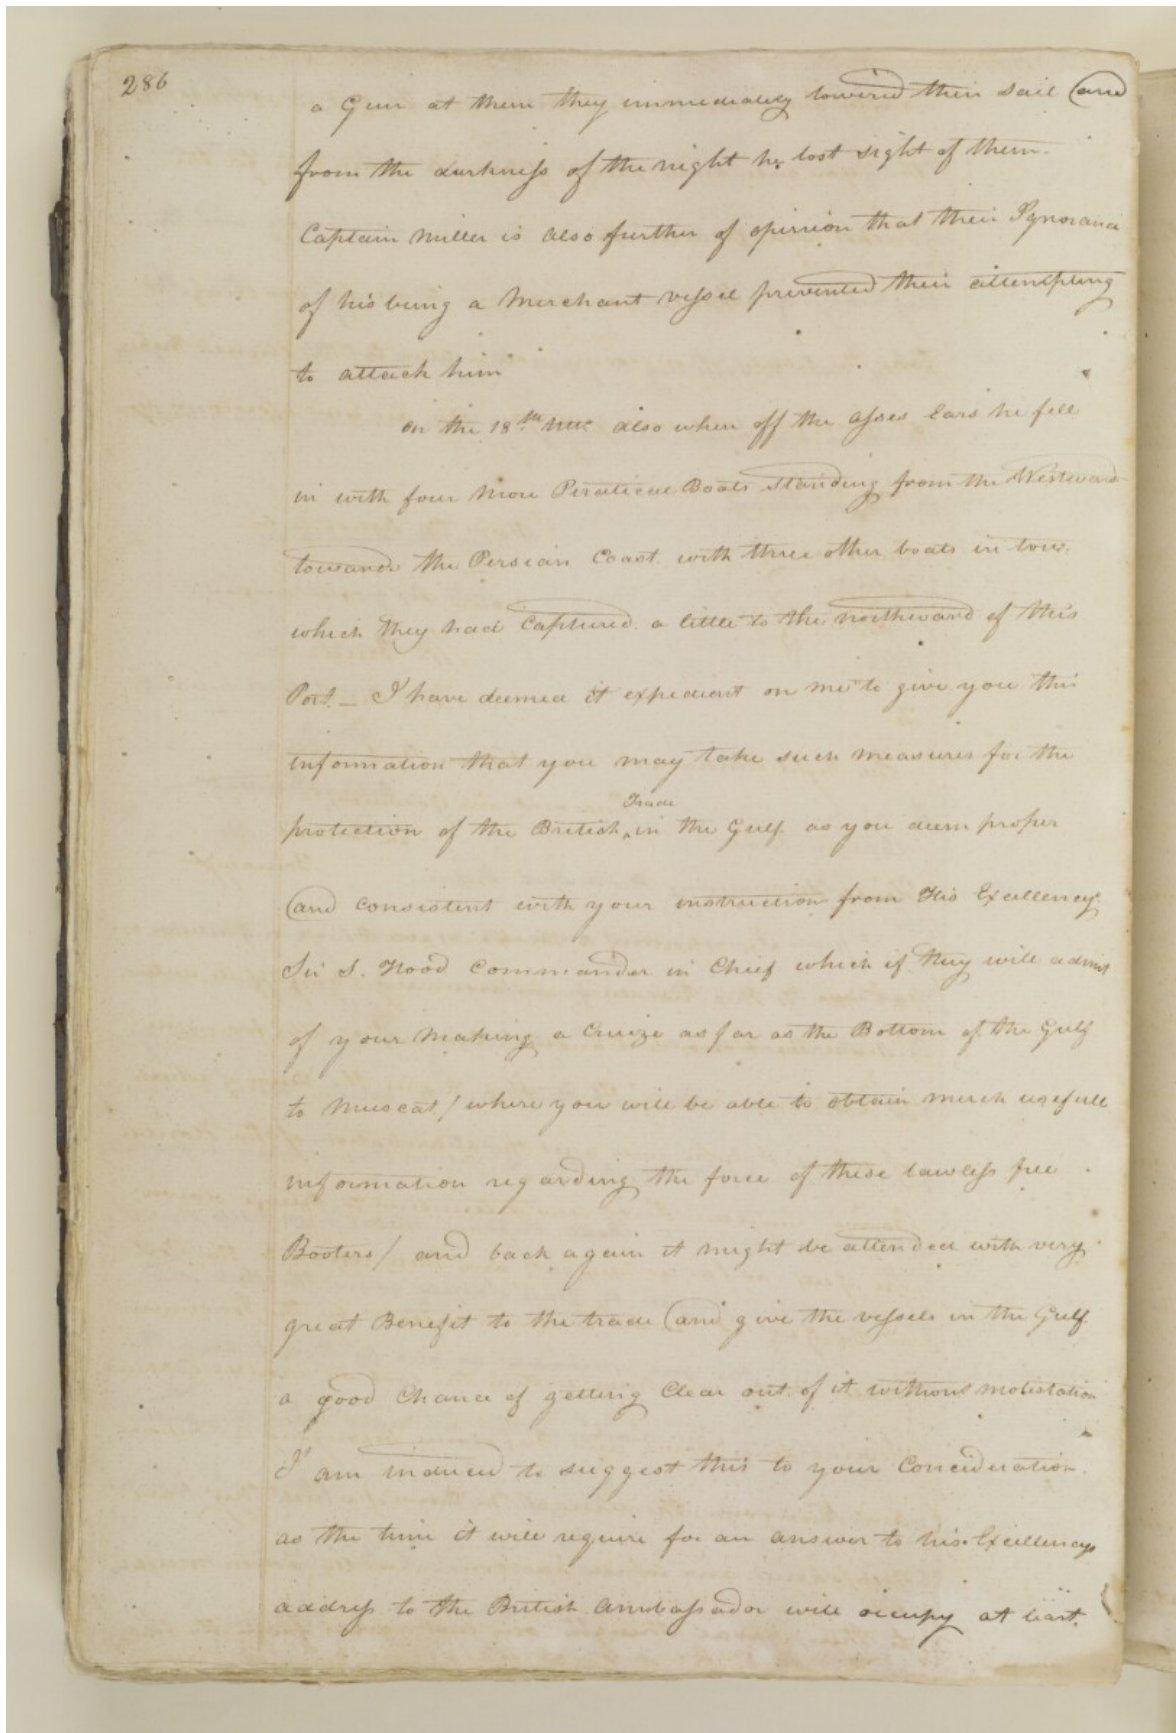 286
a Gun at them they immediately lowered their sail and
from the darkness of the night he lost sight of them.
Captain Miller is also further of opinion that their Ignorance
of his being a Merchant vessel prevented their attempting
to attack him
on the 18th also when off the Asses Ears he fell
in with four More Piratical Boats standing from the Westward
towards the Persian Coast with three other boats in tow.
which they had Captured a little to the northward of this
Port. _ I have deemed it expedient on me to give you this
information that you may take such measures for the
protection of the British ^Trade in the Gulf as you deem proper
and consistent with your instruction from His Excellency
Sir S. Hood Commander in Chief which if they will admit
of your Making a Cruize as far as the Bottom of the Gulf
to Muscat / where you will be able to obtain much usefull
information regarding the force of these lawless free
Booters / and back again it might be attended with very
great Benefit to the trade and give the vessels in the Gulf
a good Chance of getting Clear out of it without molistation
I am induced to suggest this to your Concideration.
as the time it will require for an answer to his Excellencys
address to the British Ambassador will occupy at least.